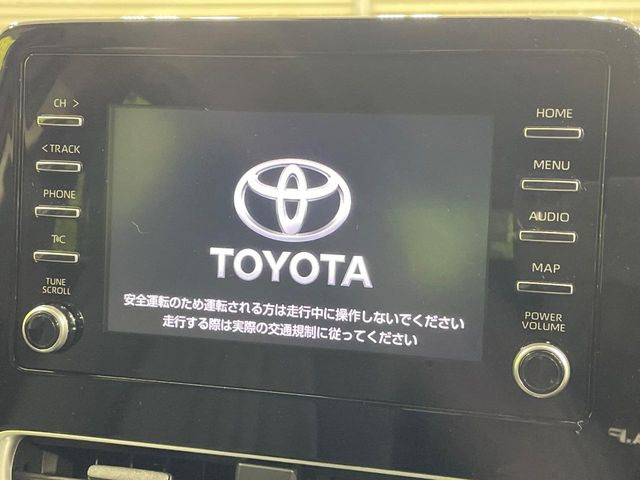 CH >
< TRACK
PHONE
T/C
TUNE
SCROLL
TOYOTA
安全運転のため運転される方は走行中に操作しないでください
走行する際は実際の交通規制に従ってください
HOME
MENU
AUDIO
MAP
POWER
VOLUME